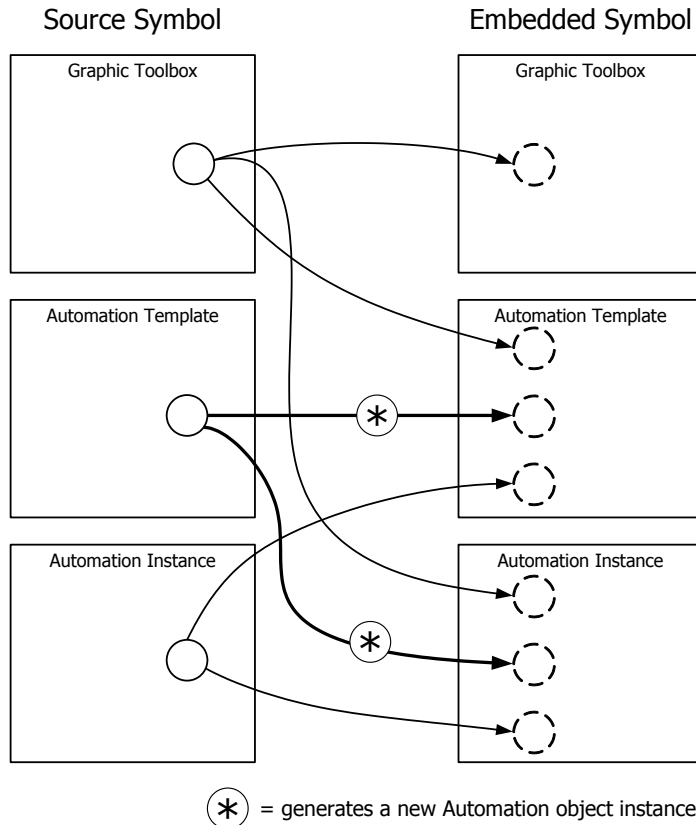 Source Symbol
Embedded Symbol
Graphic Toolbox
Graphic Toolbox
Automation Template
Automation Template
*
Automation Instance
Automation Instance
*
* = generates a new Automation object instance